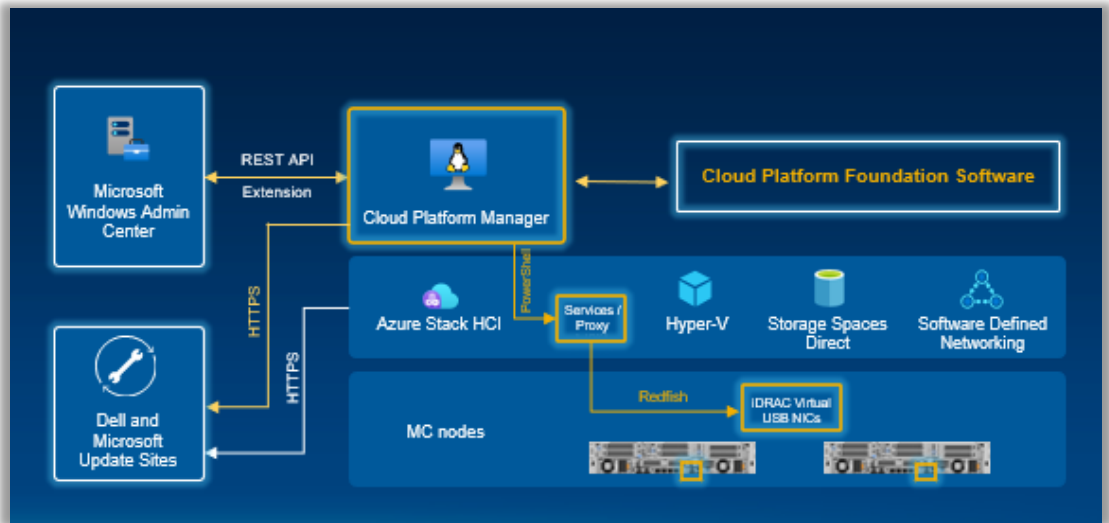 REST API
Extension
Microsoft
Windows Admin
Center
Cloud Platform Manager
Cloud Platform Foundation Software
HTTPS
HTTPS
PowerShell
Azure Stack HCI
Services /
Proxy
Hyper-V
Storage Spaces
Direct
Software Defined
Networking
Dell and
Microsoft
Update Sites
MC nodes
Redfish
iDRAC Virtual
USB NICs